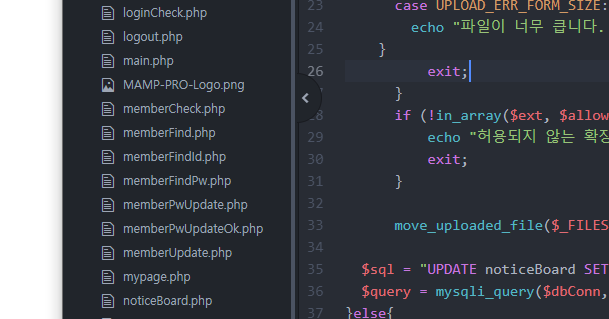 loginCheck.php
logout.php
main.php
MAMP-PRO-Logo.png
memberCheck.php
memberFind.php
memberFindId.php
memberFindPw.php
memberPwUpdate.php
memberPwUpdateOk.php
memberUpdate.php
mypage.php
noticeBoard.php
23 case UPLOAD_ERR_FORM_SIZE:
24 echo "파일이 너무 큽니다.
25 }
26 exit;
}
28 if (!in_array($ext, $allow
29 echo "허용되지 않는 확장
30 exit;
31 }
32
33 move_uploaded_file($_FILES
34
35 $sql = "UPDATE noticeBoard SET
36 $query = mysqli_query($dbConn,
37 }else{